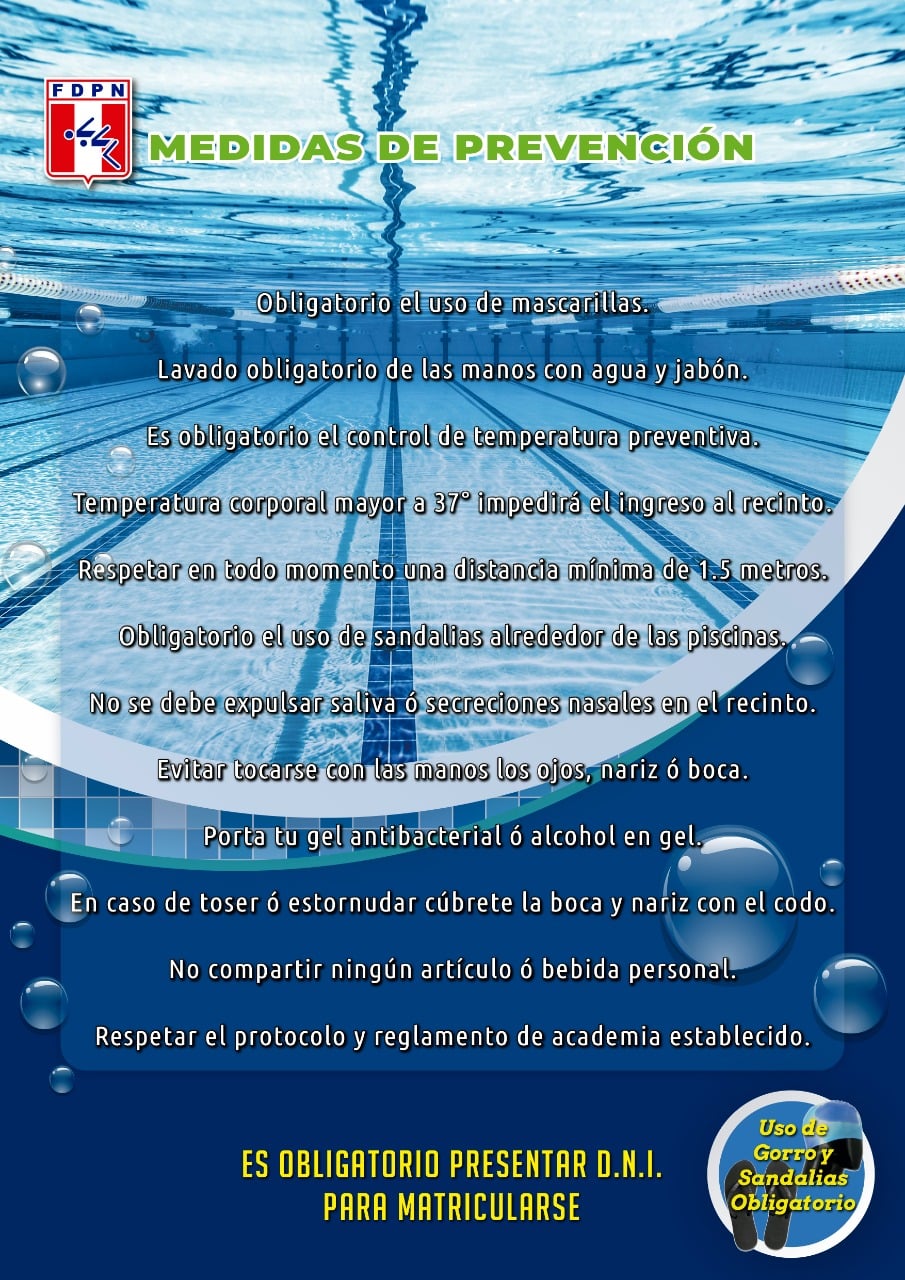 FDPN
MEDIDAS DE PREVENCIÓN
Obligatorio el uso de mascarillas.
Lavado obligatorio de las manos con agua y jabón.
Es obligatorio el control de temperatura preventiva.
Temperatura corporal mayor a 37° impedirá el ingreso al recinto.
Respetar en todo momento una distancia mínima de 1.5 metros.
Obligatorio el uso de sandalias alrededor de las piscinas.
No se debe expulsar saliva ó secreciones nasales en el recinto.
Evitar tocarse con las manos los ojos, nariz ó boca.
Porta tu gel antibacterial ó alcohol en gel.
En caso de toser ó estornudar cúbrete la boca y nariz con el codo.
No compartir ningún artículo ó bebida personal.
Respetar el protocolo y reglamento de academia establecido.
ES OBLIGATORIO PRESENTAR D.N.I.
PARA MATRICULARSE
Uso de
Gorro y
Sandalias
Obligatorio